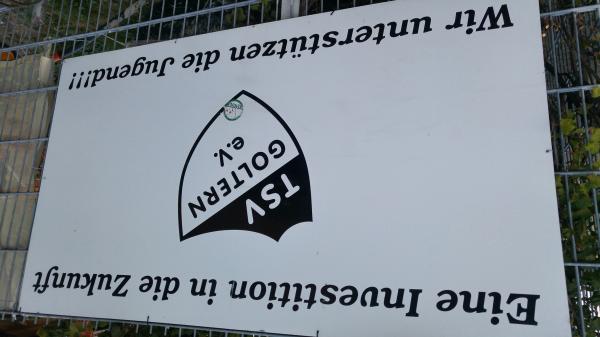 Eine Investition in die Zukunft
TSV
GOLTERN
e.V.
Wir unterstützen die Jugend!!!